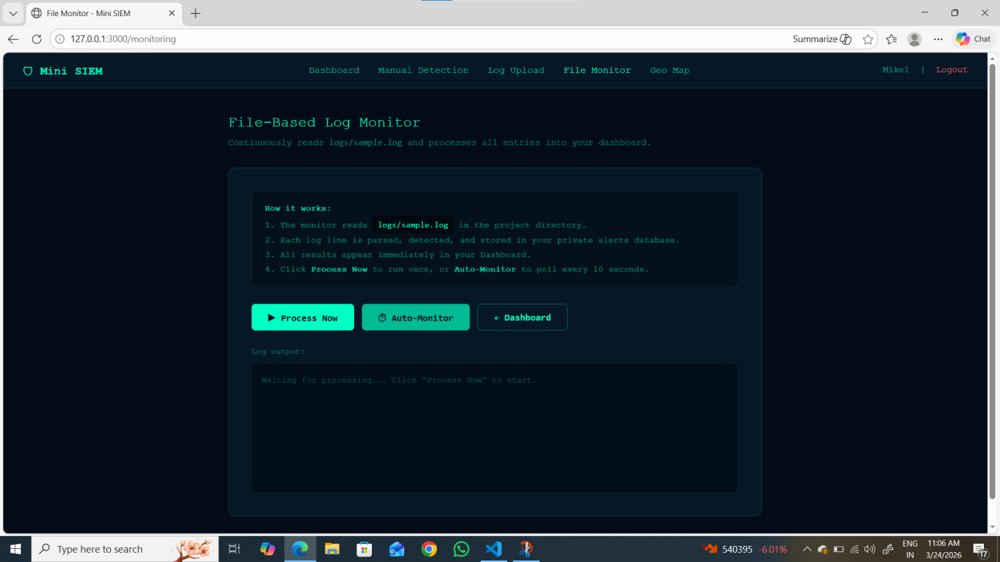 File Monitor - Mini SIEM
127.0.0.1:3000/monitoring
Summarize
Chat
Mini SIEM
Dashboard Manual Detection Log Upload File Monitor Geo Map
Mike1 | Logout
File-Based Log Monitor
Continuously reads logs/sample.log and processes all entries into your dashboard.
How it works:
1. The monitor reads logs/sample.log in the project directory.
2. Each log line is parsed, detected, and stored in your private alerts database.
3. All results appear immediately in your Dashboard.
4. Click Process Now to run once, or Auto-Monitor to poll every 10 seconds.
▶ Process Now
⏱ Auto-Monitor
← Dashboard
Log output:
Waiting for processing... Click "Process Now" to start.
Type here to search
540395 -6.01%
ENG
IN
11:06 AM
3/24/2026
17